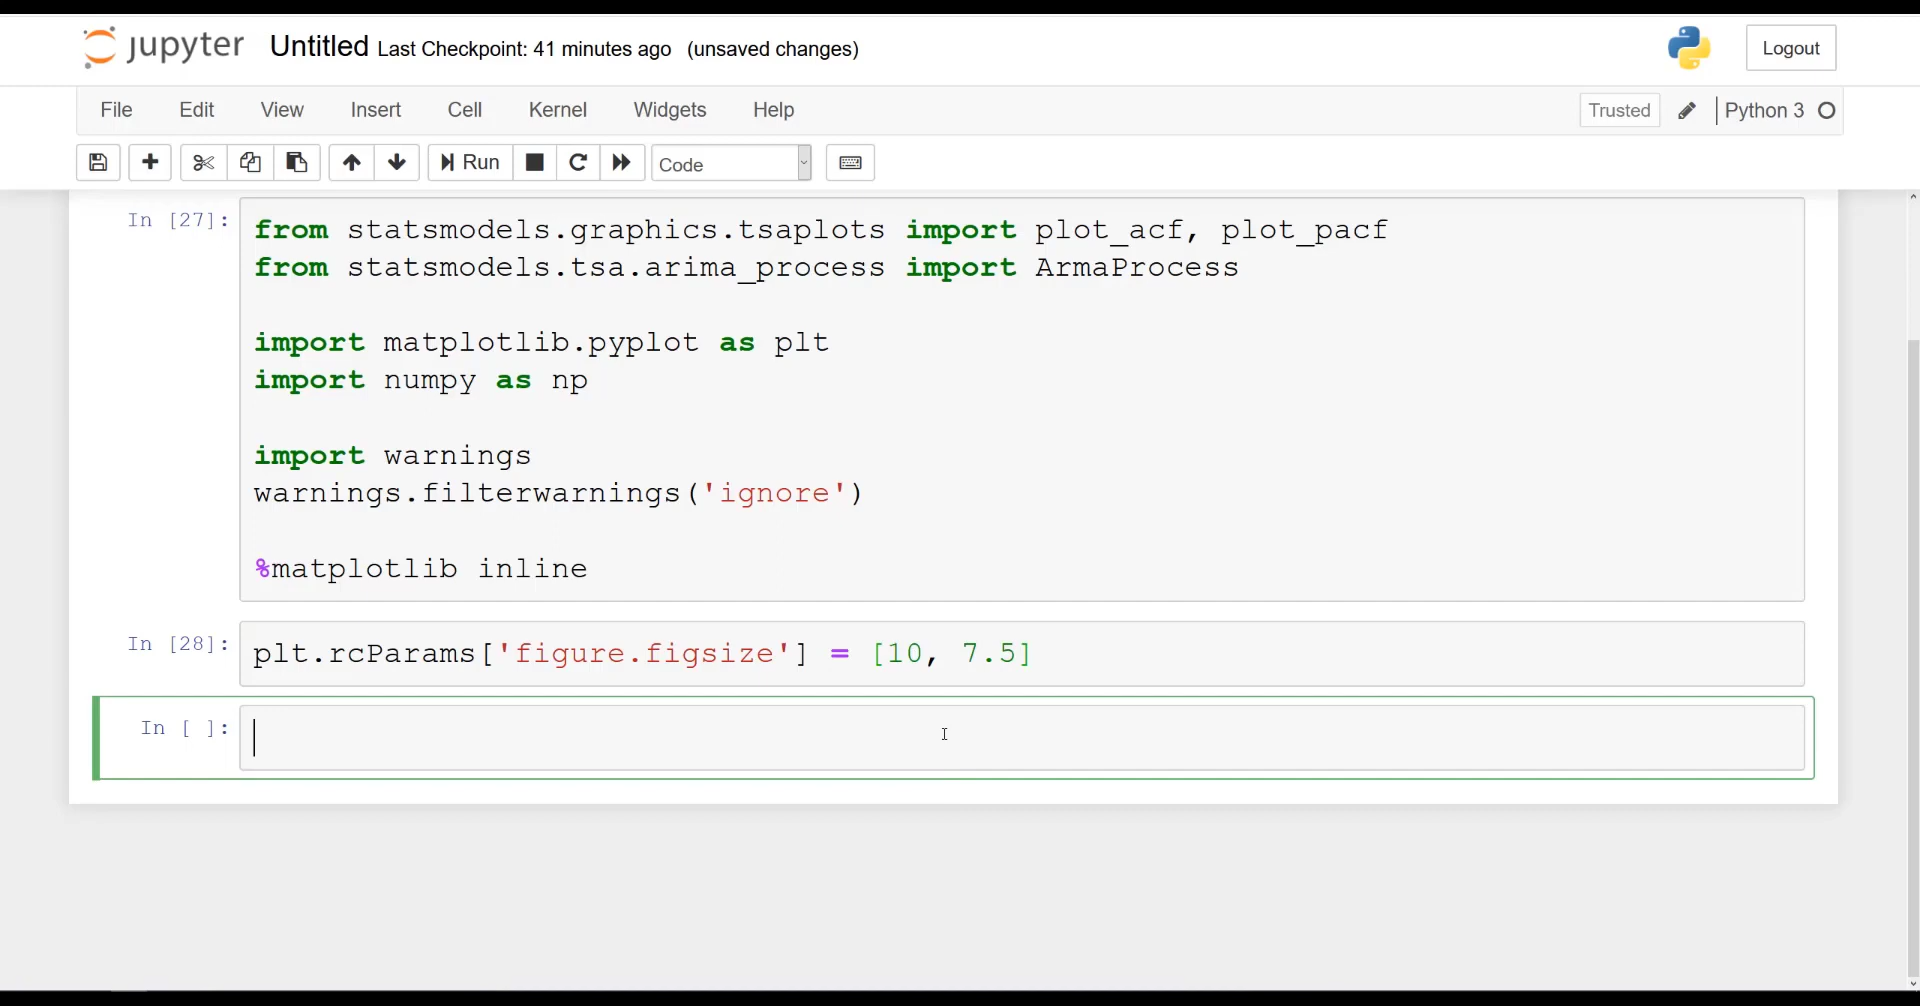 jupyter Untitled Last Checkpoint: 41 minutes ago (unsaved changes) Logout
File Edit View Insert Cell Kernel Widgets Help Trusted Python 3
Run Code
In [27]:
from statsmodels.graphics.tsaplots import plot_acf, plot_pacf
from statsmodels.tsa.arima_process import ArmaProcess
import matplotlib.pyplot as plt
import numpy as np
import warnings
warnings.filterwarnings('ignore')
%matplotlib inline
In [28]: plt.rcParams['figure.figsize'] = [10, 7.5]
In [ ]: